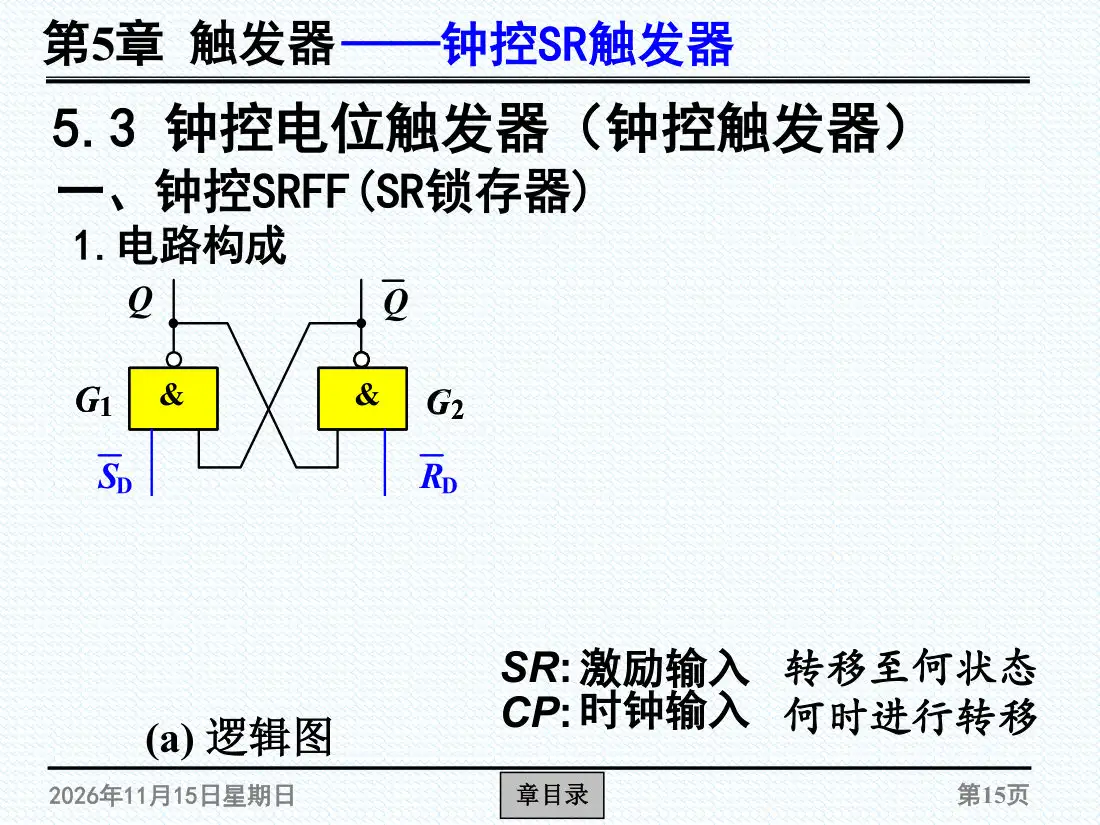 第5章 触发器——钟控SR触发器
5.3 钟控电位触发器（钟控触发器）
一、钟控SRFF(SR锁存器)
1.电路构成
Q
Q̅
G1
&
&
G2
S̅D
R̅D
SR:激励输入 转移至何状态
CP:时钟输入 何时进行转移
(a) 逻辑图
2026年11月15日星期日
章目录
第15页